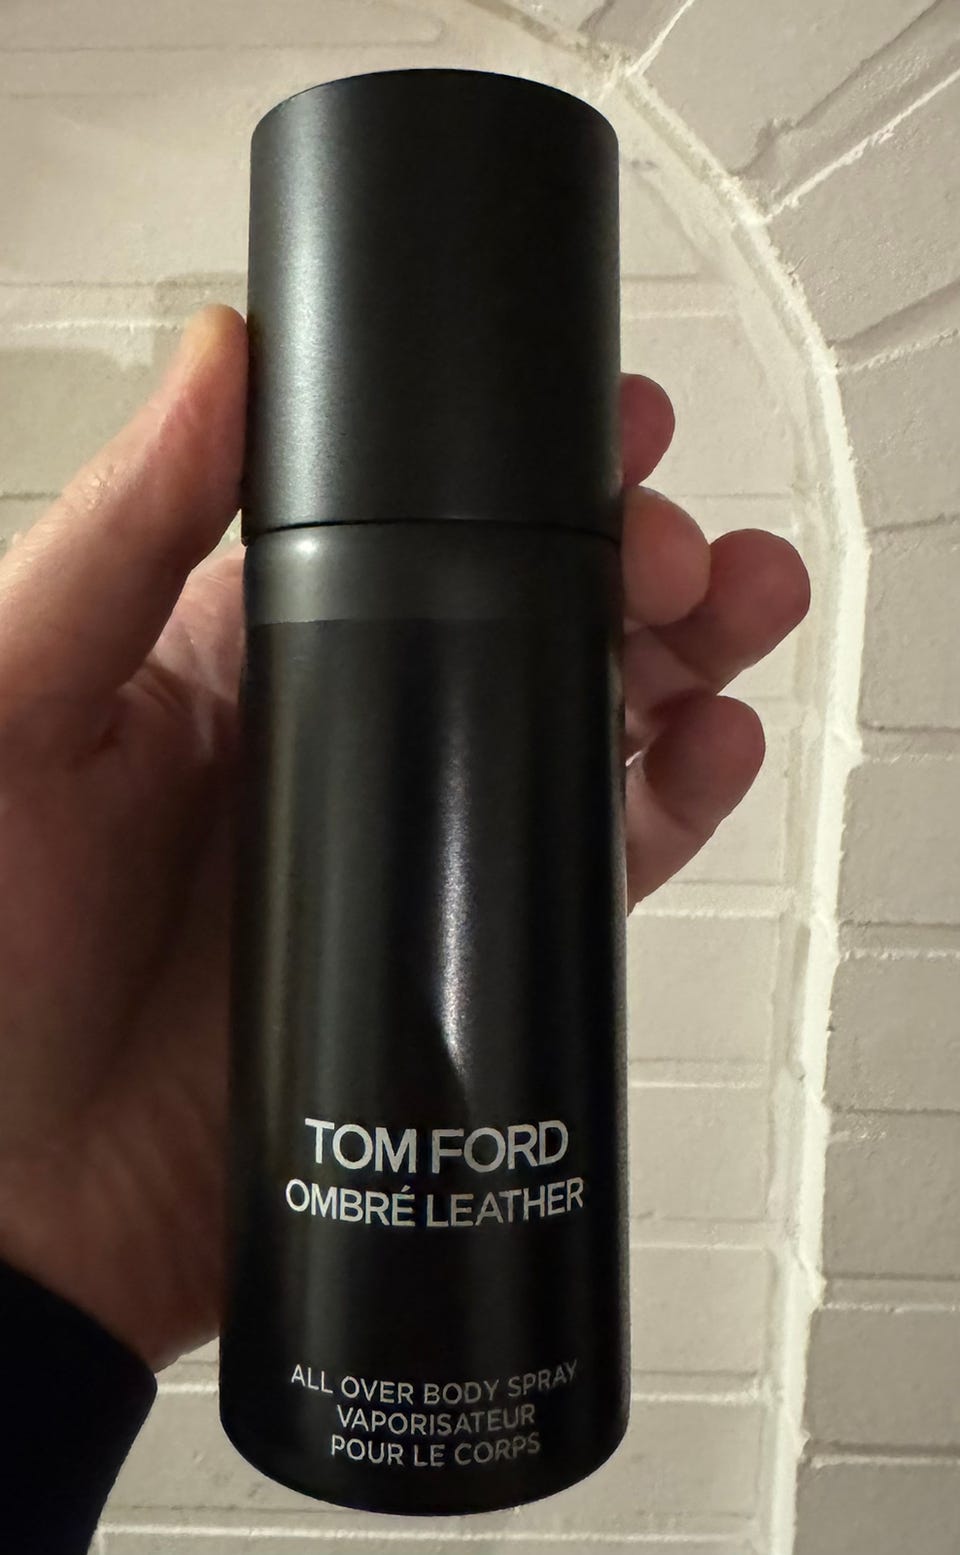 TOM FORD
OMBRÉ LEATHER
ALL OVER BODY SPRAY
VAPORISATEUR
POUR LE CORPS